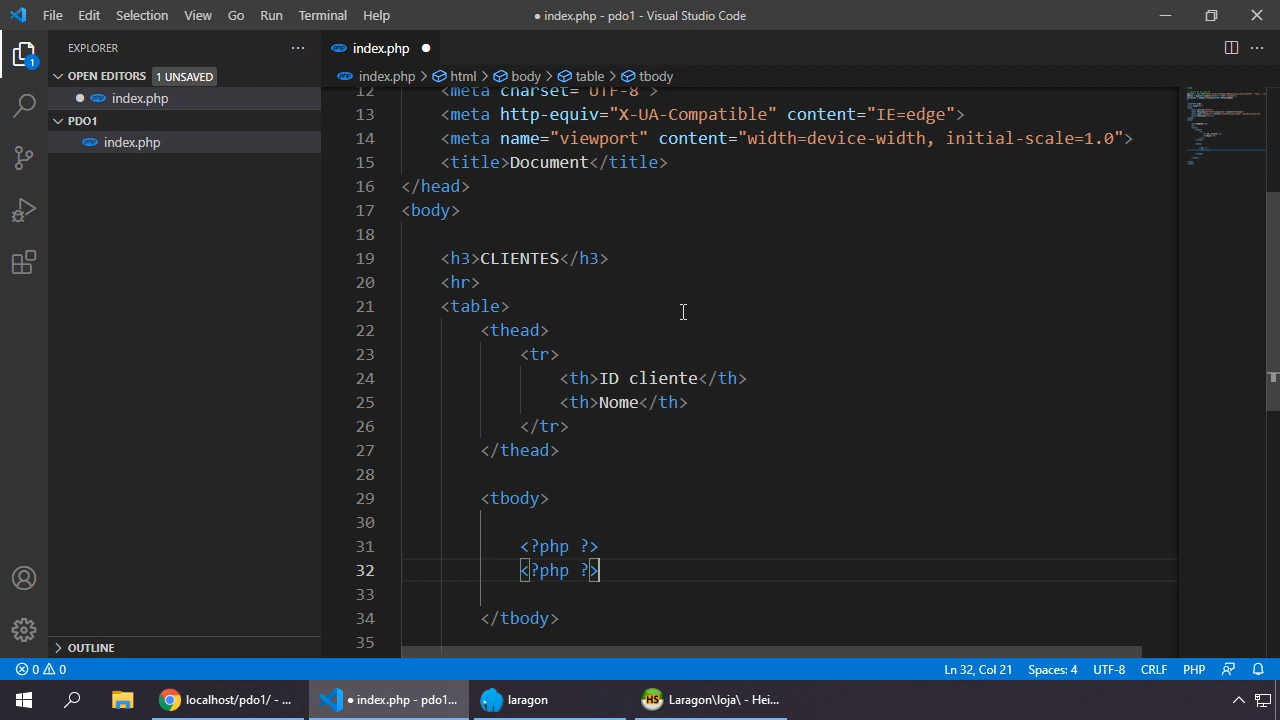 File Edit Selection View Go Run Terminal Help ● index.php - pdo1 - Visual Studio Code
EXPLORER
index.php
OPEN EDITORS 1 UNSAVED
index.php > html > body > table > tbody
index.php
PDO1
index.php
12 <meta charset="UTF-8">
13 <meta http-equiv="X-UA-Compatible" content="IE=edge">
14 <meta name="viewport" content="width=device-width, initial-scale=1.0">
15 <title>Document</title>
16 </head>
17 <body>
18
19 <h3>CLIENTES</h3>
20 <hr>
21 <table>
22 <thead>
23 <tr>
24 <th>ID cliente</th>
25 <th>Nome</th>
26 </tr>
27 </thead>
28
29 <tbody>
30
31 <?php ?>
32 <?php ?>
33
34 </tbody>
35
OUTLINE
1
0 0 Ln 32, Col 21 Spaces: 4 UTF-8 CRLF PHP
localhost/pdo1/ - ... ● index.php - pdo1... laragon HS Laragon\loja\ - Hei...